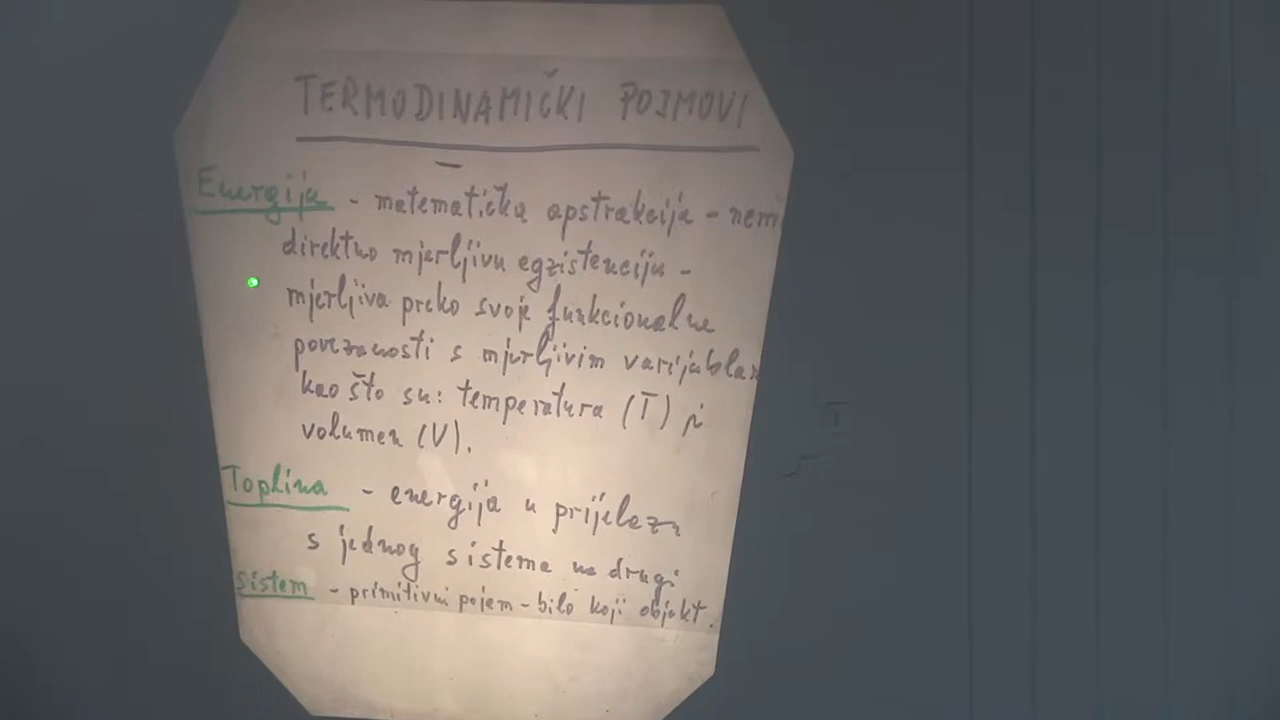 TERMODINAMIČKI POJMOVI
Energija - matematička apstrakcija - nema
direktno mjerljivu egzistenciju -
mjerljiva preko svoje funkcionalne
povezanosti s mjerljivim varijablam
kao što su: temperatura (T) i
volumen (V).
Toplina - energija u prijelazu
s jednog sistema na drugi
sistem - primitivni pojam - bilo koji objekt.